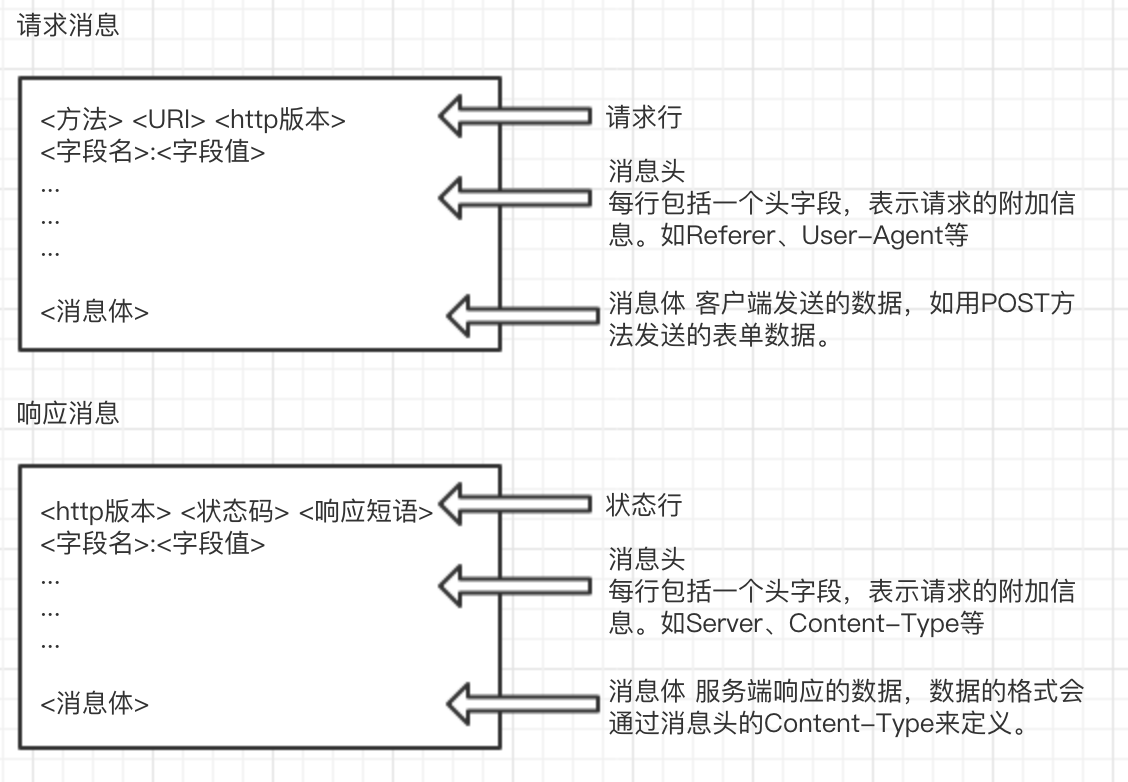 请求消息
<方法> <URI> <http版本>
请求行
<字段名>:<字段值>
...
...
...
消息头
每行包括一个头字段，表示请求的附加信
息。如Referer、User-Agent等
<消息体>
消息体 客户端发送的数据，如用POST方
法发送的表单数据。
响应消息
<http版本> <状态码> <响应短语>
状态行
<字段名>:<字段值>
...
...
...
消息头
每行包括一个头字段，表示请求的附加信
息。如Server、Content-Type等
<消息体>
消息体 服务端响应的数据，数据的格式会
通过消息头的Content-Type来定义。